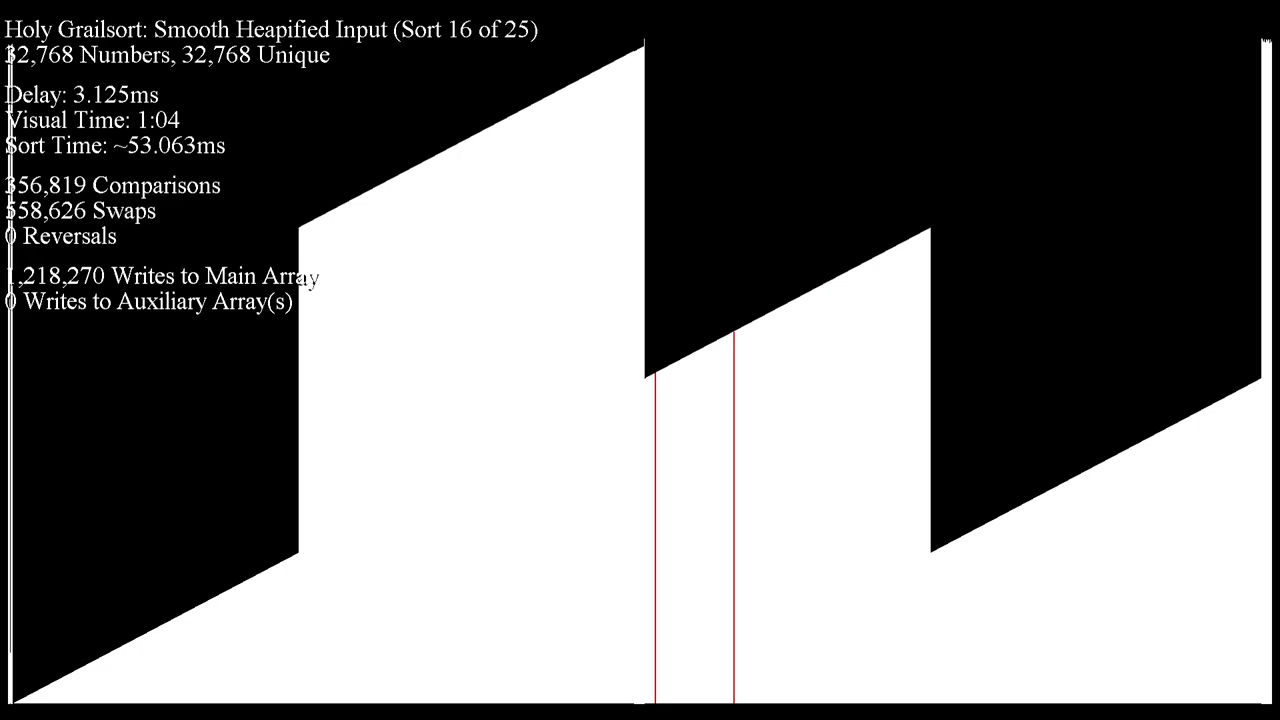 Holy Grailsort: Smooth Heapified Input (Sort 16 of 25)
32,768 Numbers, 32,768 Unique
Delay: 3.125ms
Visual Time: 1:04
Sort Time: ~53.063ms
356,819 Comparisons
558,626 Swaps
0 Reversals
1,218,270 Writes to Main Array
0 Writes to Auxiliary Array(s)